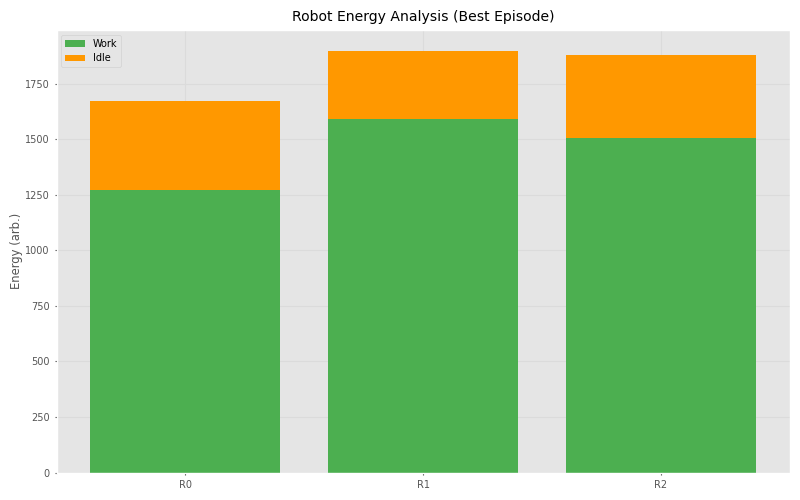 Robot Energy Analysis (Best Episode)
Work
Idle
Energy (arb.)
1750
1500
1250
1000
750
500
250
0
R0
R1
R2